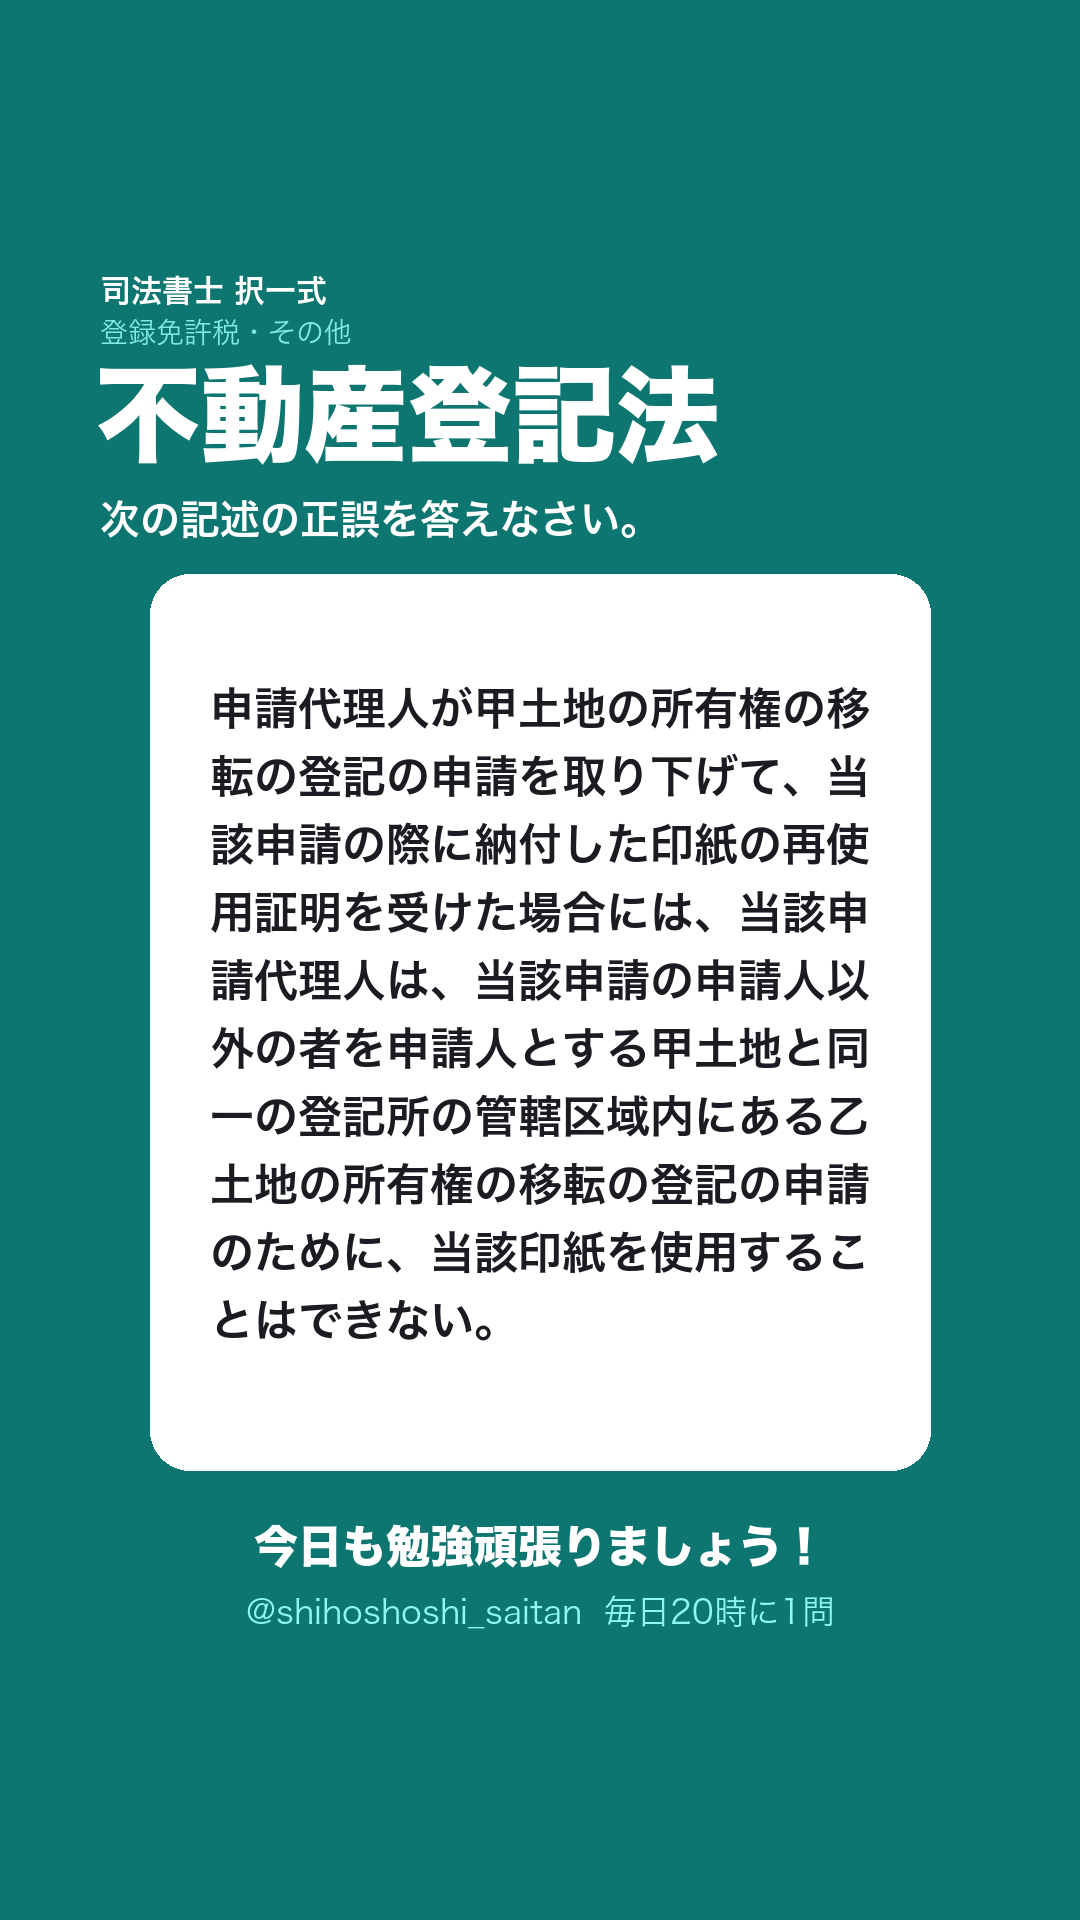 司法書士 択一式
登録免許税・その他
不動産登記法
次の記述の正誤を答えなさい。
申請代理人が甲土地の所有権の移
転の登記の申請を取り下げて、当
該申請の際に納付した印紙の再使
用証明を受けた場合には、当該申
請代理人は、当該申請の申請人以
外の者を申請人とする甲土地と同
一の登記所の管轄区域内にある乙
土地の所有権の移転の登記の申請
のために、当該印紙を使用するこ
とはできない。
今日も勉強頑張りましょう！
@shihoshoshi_saitan 毎日20時に1問